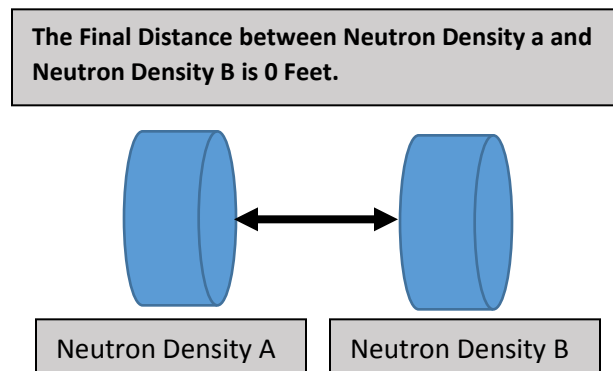 The Final Distance between Neutron Density a and
Neutron Density B is 0 Feet.
Neutron Density A
Neutron Density B